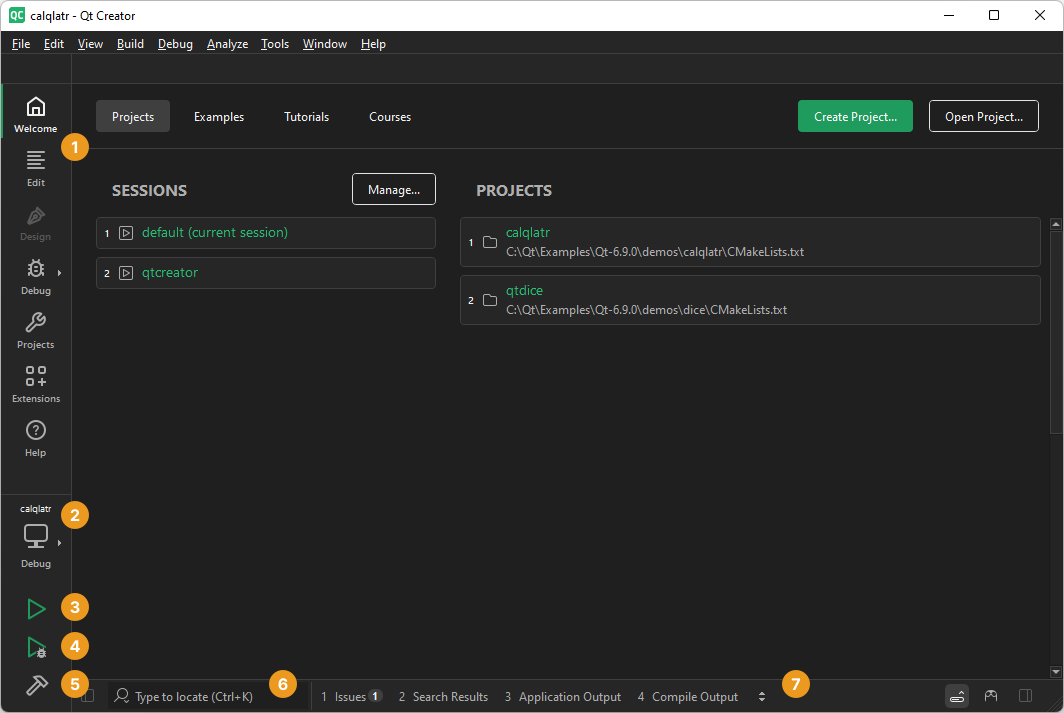 QC calqlatr - Qt Creator
File Edit View Build Debug Analyze Tools Window Help
Welcome
1
Edit
Design
Debug
Projects
Extensions
Help
calqlatr
2
Debug
3
4
5
Projects Examples Tutorials Courses Create Project... Open Project...
SESSIONS Manage...
1 default (current session)
2 qtcreator
PROJECTS
1 calqlatr
C:\Qt\Examples\Qt-6.9.0\demos\calqlatr\CMakeLists.txt
2 qtdice
C:\Qt\Examples\Qt-6.9.0\demos\dice\CMakeLists.txt
Type to locate (Ctrl+K) 6 1 Issues 1 2 Search Results 3 Application Output 4 Compile Output 7